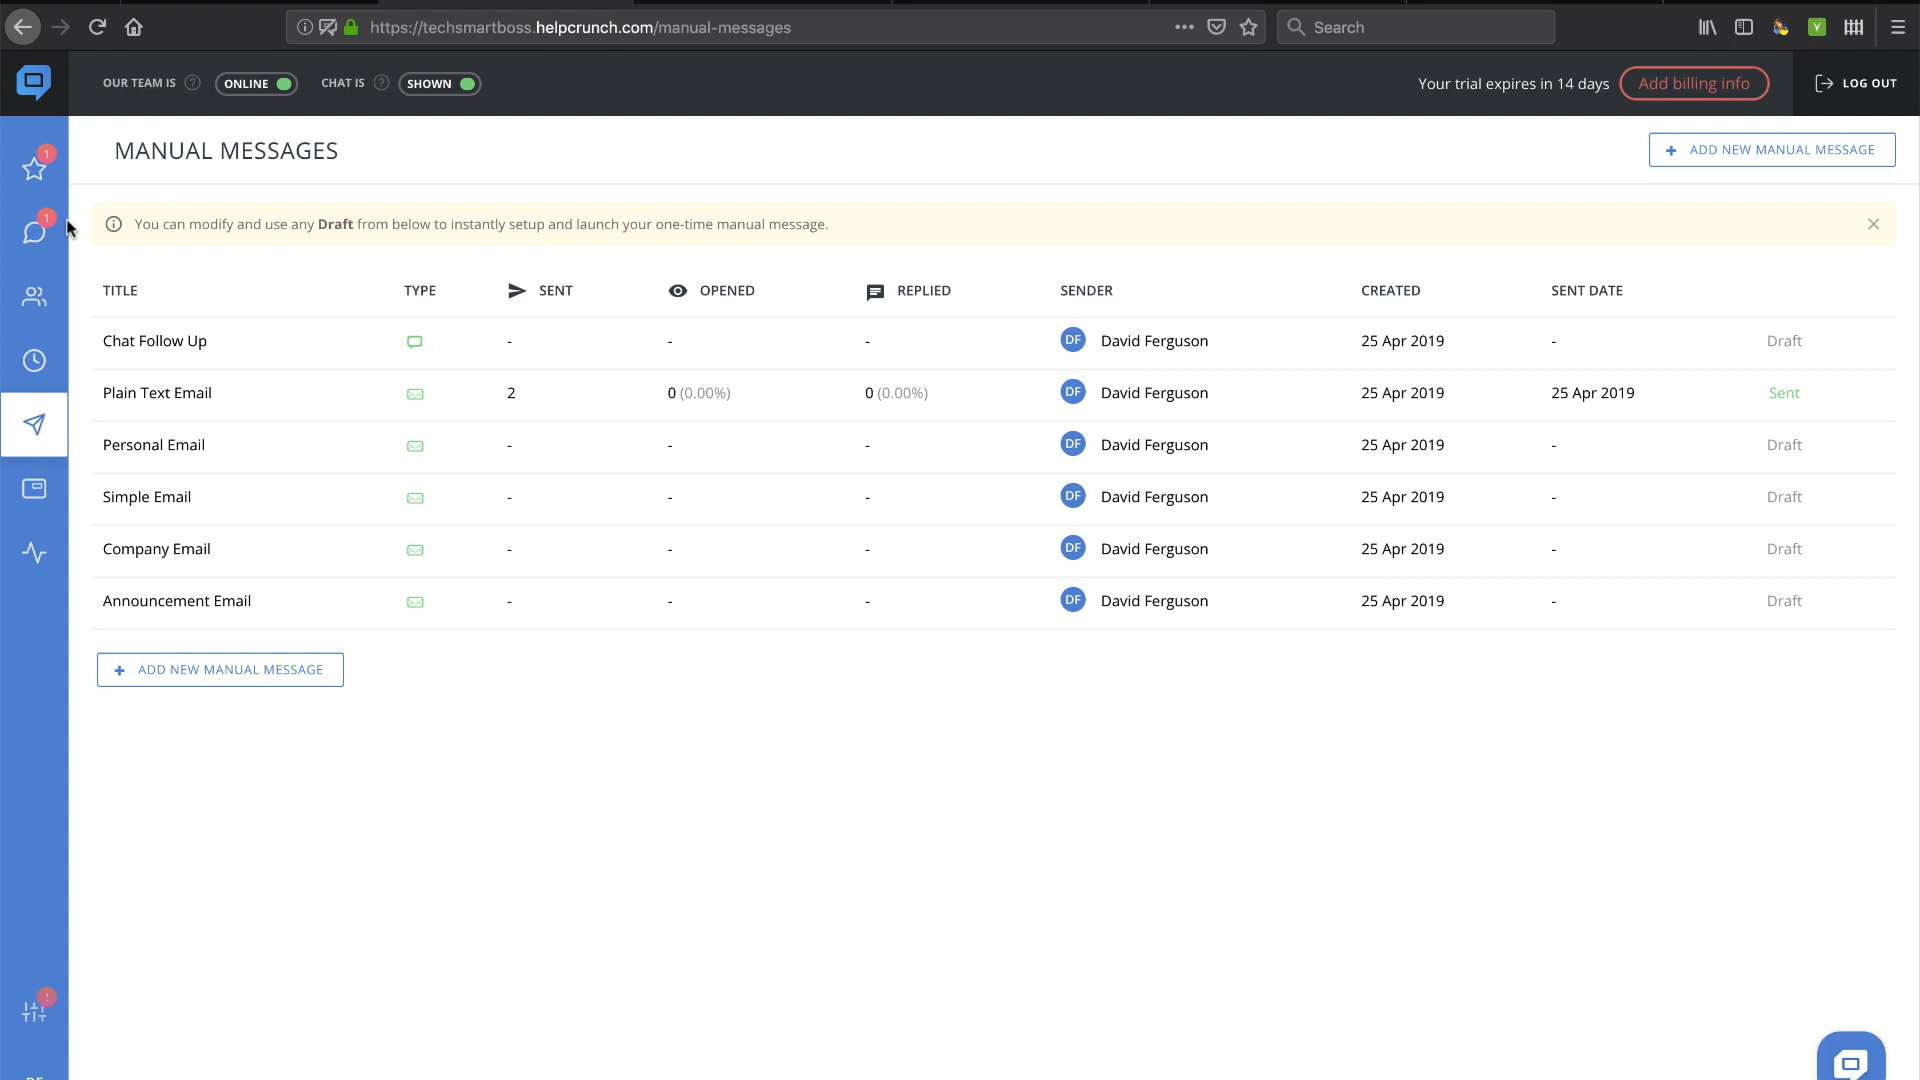 https://techsmartboss.helpcrunch.com/manual-messages
Search
OUR TEAM IS ? ONLINE CHAT IS ? SHOWN
Your trial expires in 14 days Add billing info LOG OUT
1
MANUAL MESSAGES
+ ADD NEW MANUAL MESSAGE
1
You can modify and use any Draft from below to instantly setup and launch your one-time manual message.
TITLE TYPE SENT OPENED REPLIED SENDER CREATED SENT DATE
Chat Follow Up - - - DF David Ferguson 25 Apr 2019 - Draft
Plain Text Email 2 0 (0.00%) 0 (0.00%) DF David Ferguson 25 Apr 2019 25 Apr 2019 Sent
Personal Email - - - DF David Ferguson 25 Apr 2019 - Draft
Simple Email - - - DF David Ferguson 25 Apr 2019 - Draft
Company Email - - - DF David Ferguson 25 Apr 2019 - Draft
Announcement Email - - - DF David Ferguson 25 Apr 2019 - Draft
+ ADD NEW MANUAL MESSAGE
!